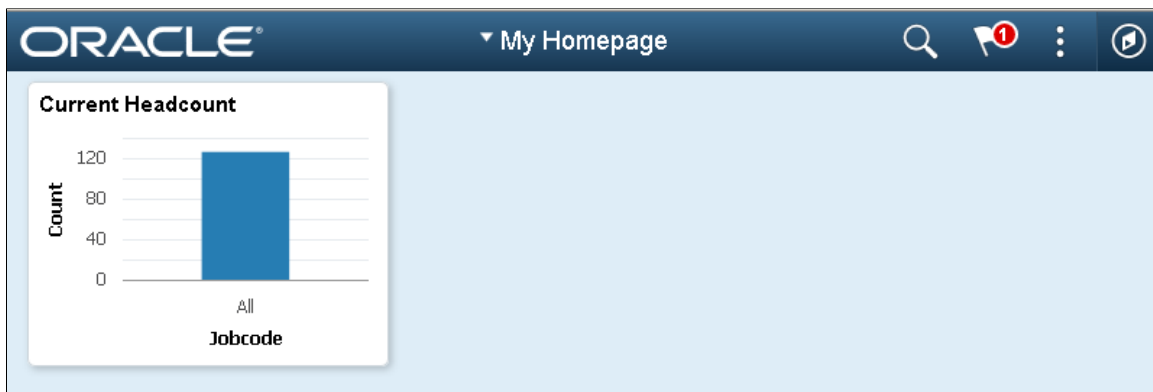 ORACLE®
My Homepage
1
Current Headcount
120
80
40
0
Count
All
Jobcode